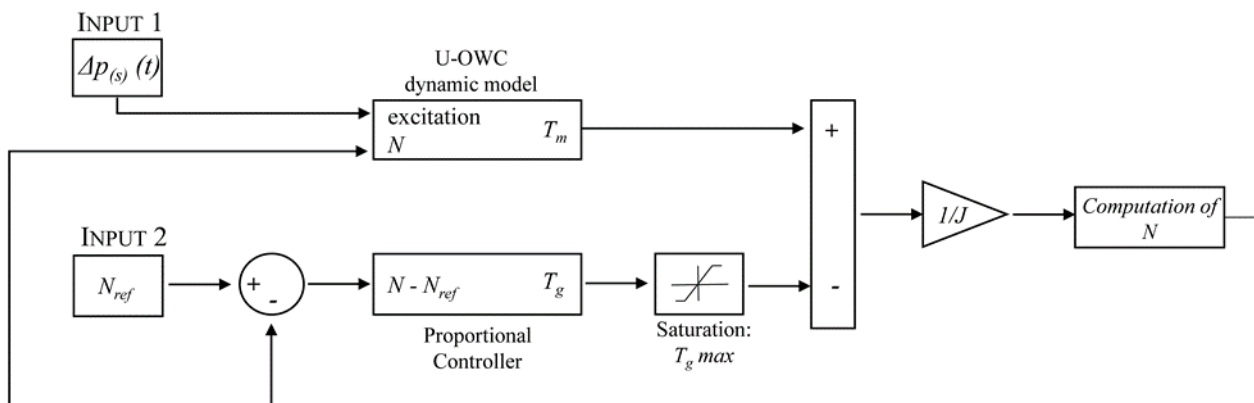 INPUT 1
Δp(s) (t)
U-OWC
dynamic model
excitation
N
Tm
+
-
1/J
Computation of
N
INPUT 2
Nref
+
-
N - Nref
Tg
Proportional
Controller
Saturation:
Tg max